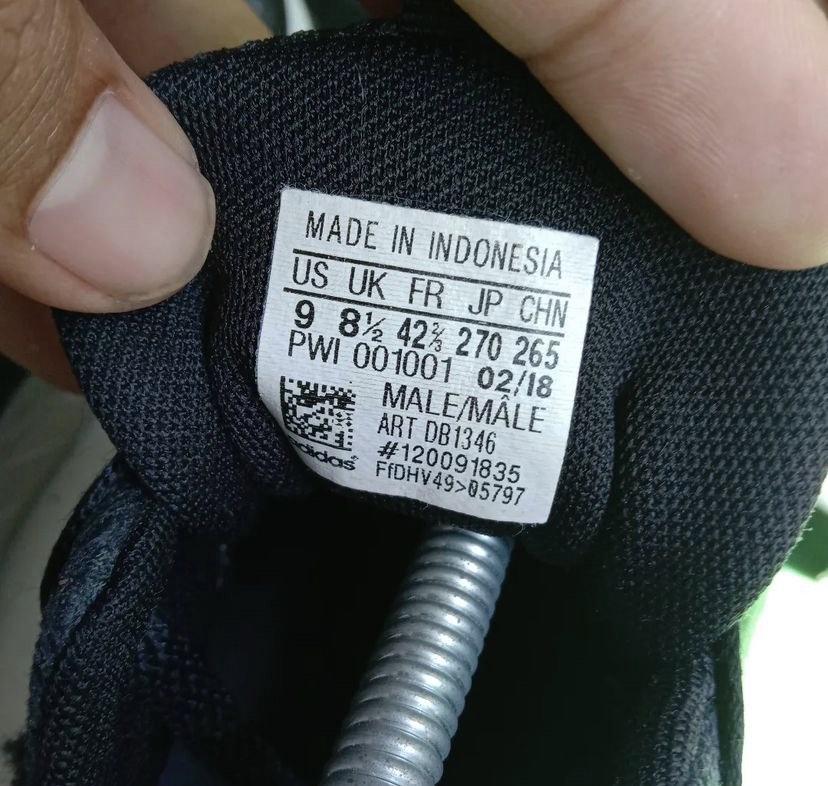 MADE IN INDONESIA
US UK FR JP CHN
9 8½ 42⅔ 270 265
PWI 001001 02/18
MALE/MÂLE
ART DB1346
#120091835
adidas
FfDHV49>05797